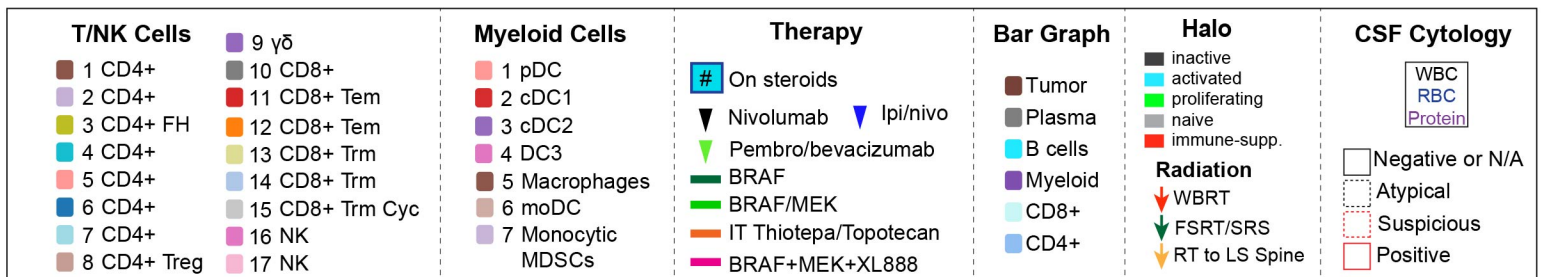 T/NK Cells
1 CD4+
2 CD4+
3 CD4+ FH
4 CD4+
5 CD4+
6 CD4+
7 CD4+
8 CD4+ Treg
9 γδ
10 CD8+
11 CD8+ Tem
12 CD8+ Tem
13 CD8+ Trm
14 CD8+ Trm
15 CD8+ Trm Cyc
16 NK
17 NK
Myeloid Cells
1 pDC
2 cDC1
3 cDC2
4 DC3
5 Macrophages
6 moDC
7 Monocytic
MDSCs
Therapy
# On steroids
Nivolumab
Ipi/nivo
Pembro/bevacizumab
BRAF
BRAF/MEK
IT Thiotepa/Topotecan
BRAF+MEK+XL888
Bar Graph
Tumor
Plasma
B cells
Myeloid
CD8+
CD4+
Halo
inactive
activated
proliferating
naive
immune-supp.
Radiation
WBRT
FSRT/SRS
RT to LS Spine
CSF Cytology
WBC
RBC
Protein
Negative or N/A
Atypical
Suspicious
Positive